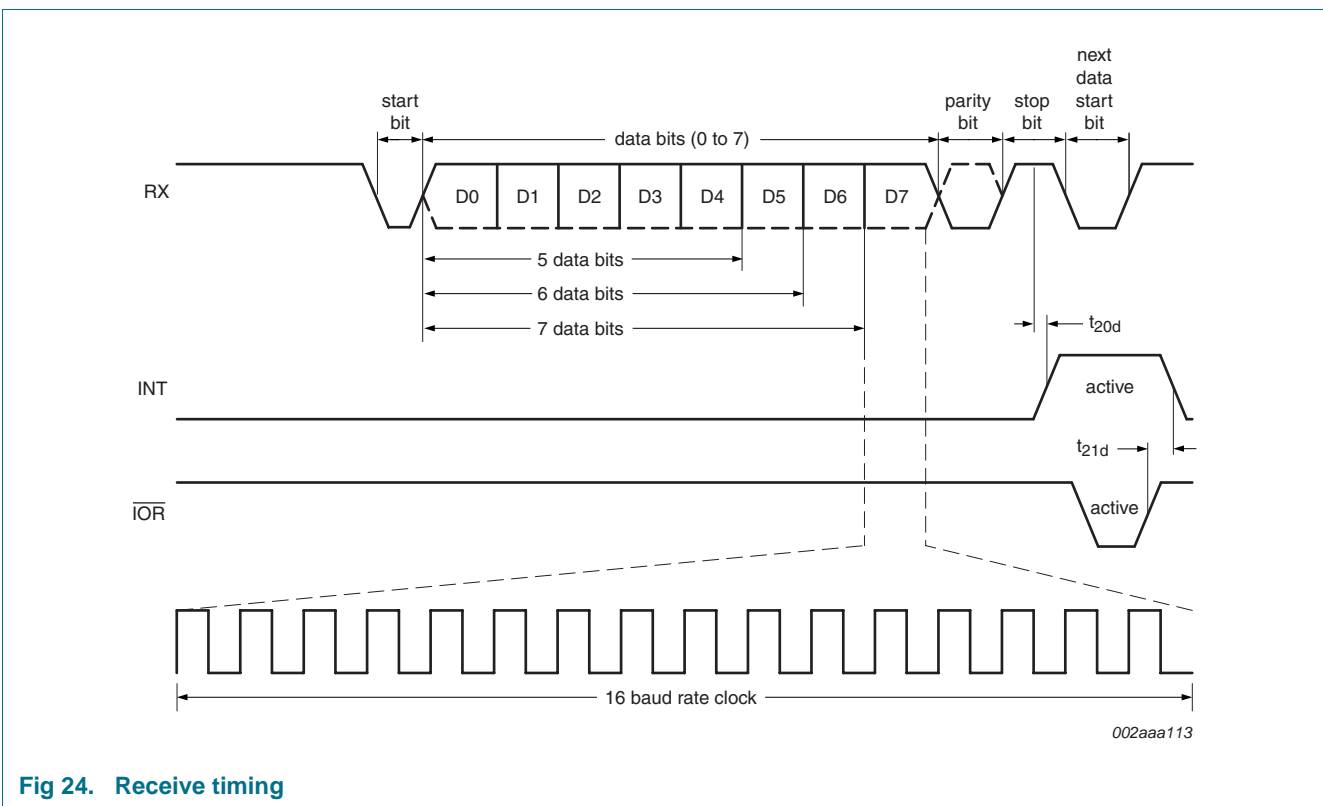 start
bit
data bits (0 to 7)
parity
bit
stop
bit
next
data
start
bit
RX
D0 D1 D2 D3 D4 D5 D6 D7
5 data bits
6 data bits
7 data bits
t20d
INT
active
t21d
IOR
active
16 baud rate clock
002aaa113
Fig 24. Receive timing